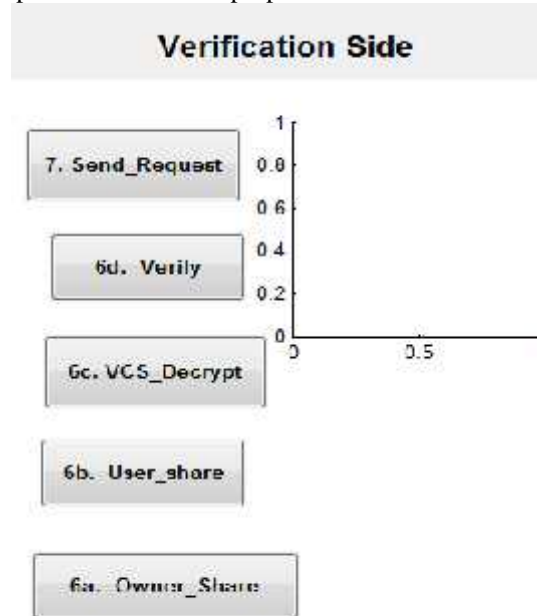 Verification Side
7. Send_Request
6d. Verify
6c. VCS_Decrypt
6b. User_share
6a. Owner_Share
1
0.8
0.6
0.4
0.2
0
0
0.5